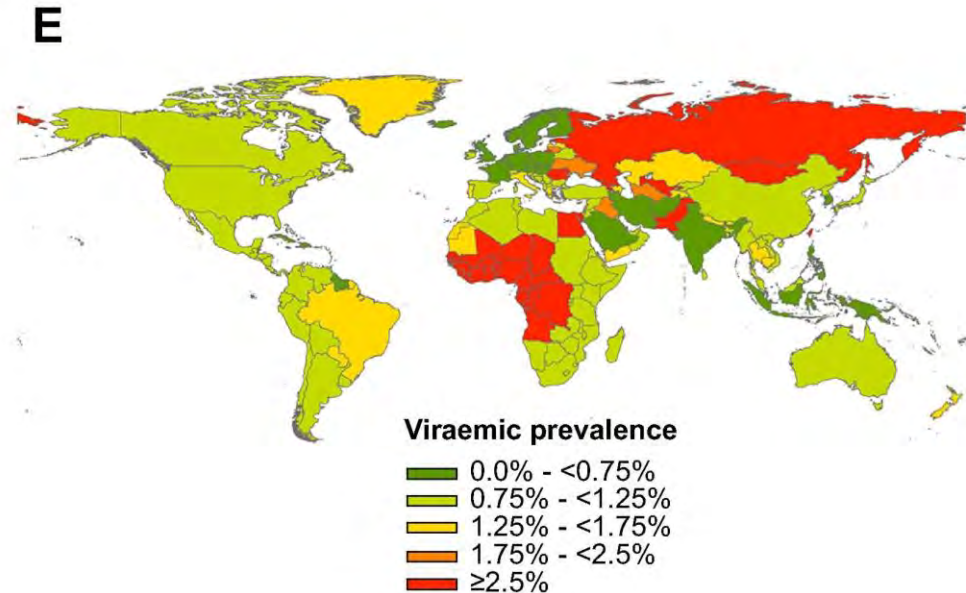 E
Viraemic prevalence
0.0% - <0.75%
0.75% - <1.25%
1.25% - <1.75%
1.75% - <2.5%
≥2.5%